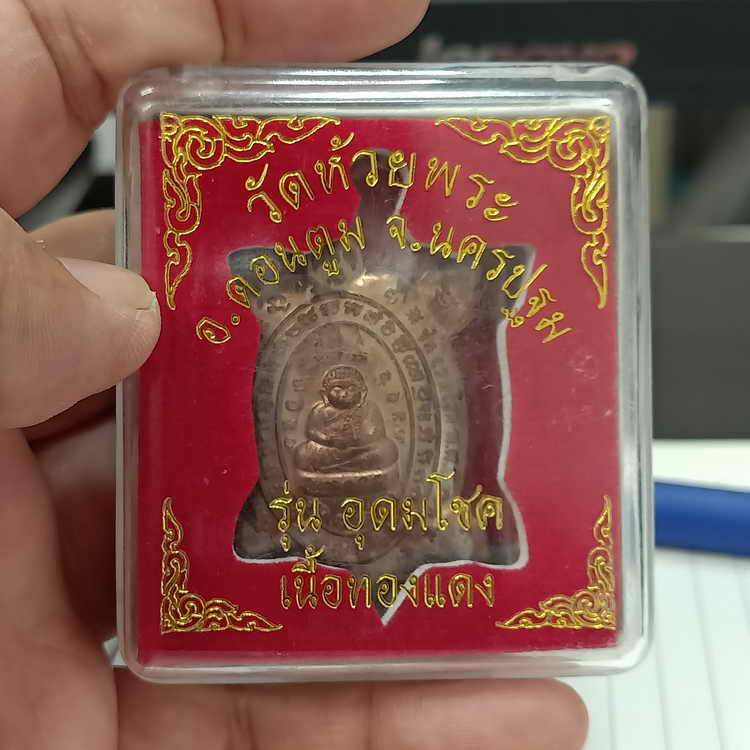 วัดห้วยพระ
อ.ดอนตูม จ.นครปฐม
รุ่น อุดมโชค
เนื้อทองแดง